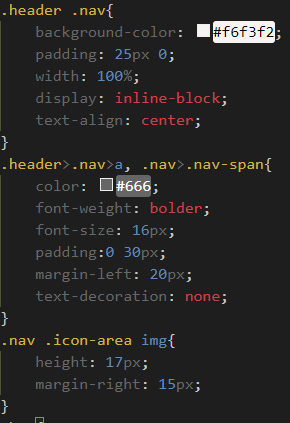 .header .nav{
background-color: #f6f3f2;
padding: 25px 0;
width: 100%;
display: inline-block;
text-align: center;
}
.header>.nav>a, .nav>.nav-span{
color: #666;
font-weight: bolder;
font-size: 16px;
padding:0 30px;
margin-left: 20px;
text-decoration: none;
}
.nav .icon-area img{
height: 17px;
margin-right: 15px;
}